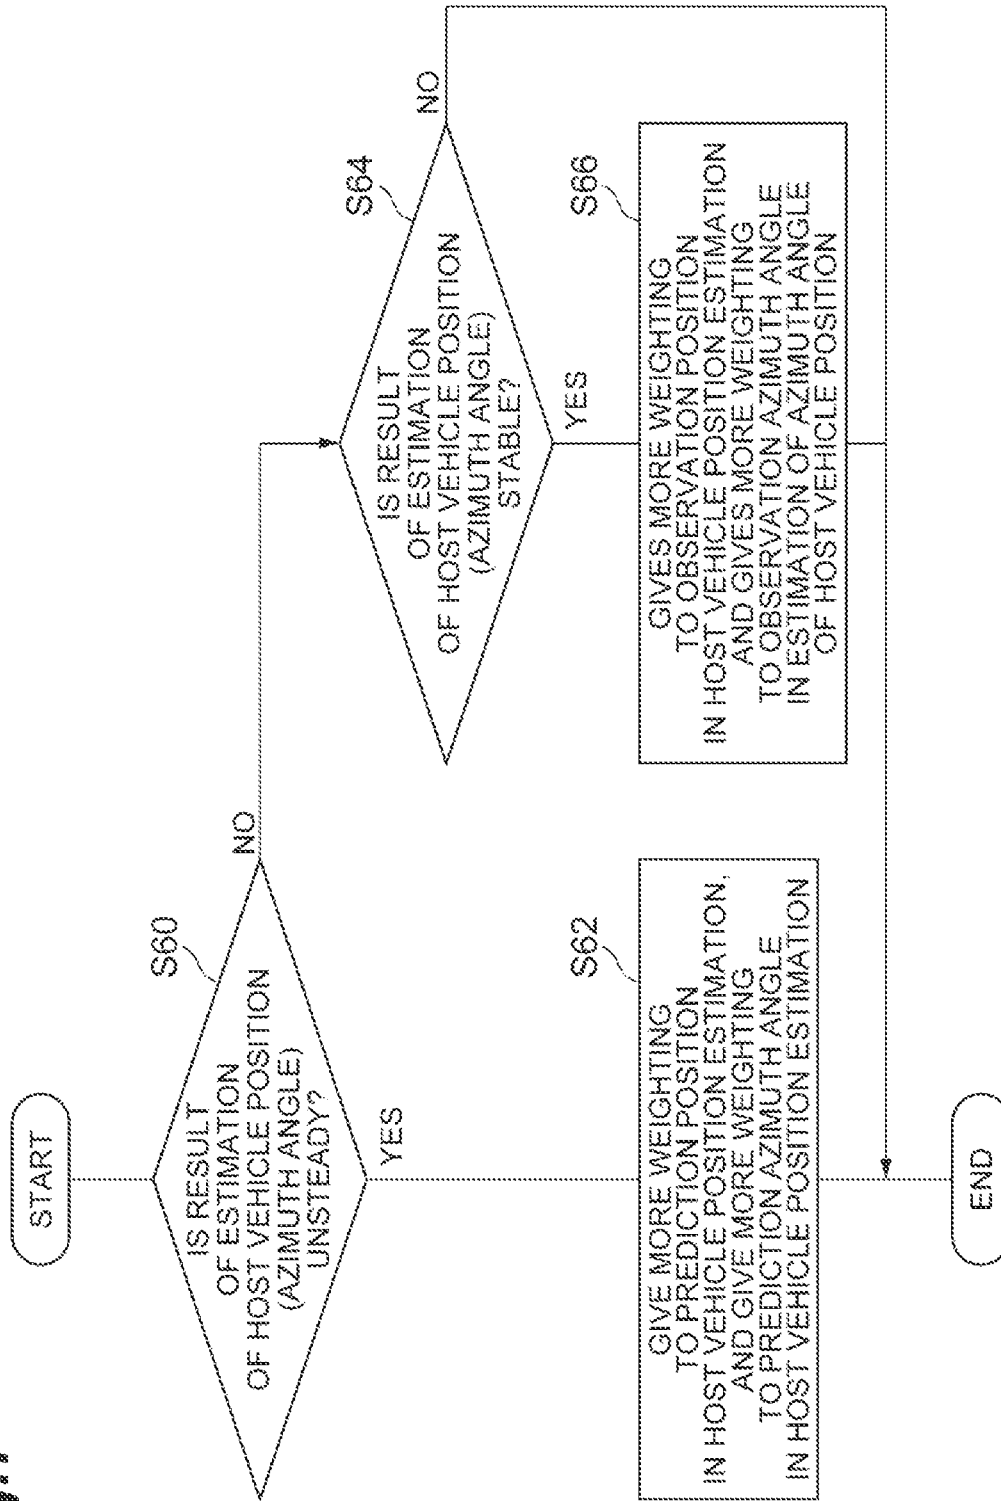 START
S60
IS RESULT
OF ESTIMATION
OF HOST VEHICLE POSITION
(AZIMUTH ANGLE)
UNSTEADY?
NO
YES
S64
IS RESULT
OF ESTIMATION
OF HOST VEHICLE POSITION
(AZIMUTH ANGLE)
STABLE?
NO
YES
S62
GIVE MORE WEIGHTING
TO PREDICTION POSITION
IN HOST VEHICLE POSITION ESTIMATION,
AND GIVE MORE WEIGHTING
TO PREDICTION AZIMUTH ANGLE
IN HOST VEHICLE POSITION ESTIMATION
S66
GIVES MORE WEIGHTING
TO OBSERVATION POSITION
IN HOST VEHICLE POSITION ESTIMATION
AND GIVES MORE WEIGHTING
TO OBSERVATION AZIMUTH ANGLE
IN ESTIMATION OF AZIMUTH ANGLE
OF HOST VEHICLE POSITION
END